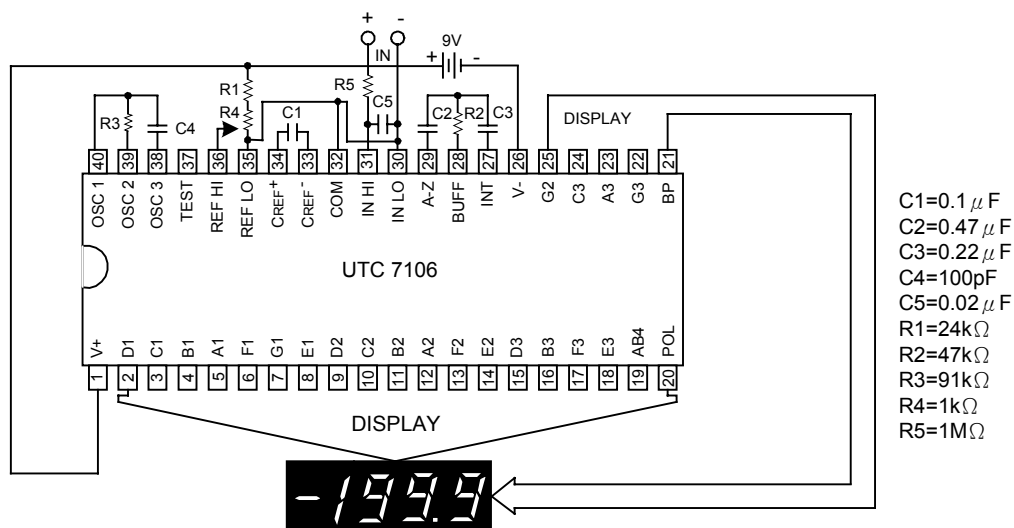 + -
IN
9V
+ -
R1
R5
R4
C1
C5
C2
R2
C3
R3
C4
DISPLAY
40 39 38 37 36 35 34 33 32 31 30 29 28 27 26 25 24 23 22 21
OSC 1
OSC 2
OSC 3
TEST
REF HI
REF LO
CREF+
CREF-
COM
IN HI
IN LO
A-Z
BUFF
INT
V-
G2
C3
A3
G3
BP
UTC 7106
V+
D1
C1
B1
A1
F1
G1
E1
D2
C2
B2
A2
F2
E2
D3
B3
F3
E3
AB4
POL
1 2 3 4 5 6 7 8 9 10 11 12 13 14 15 16 17 18 19 20
DISPLAY
-199.9
C1=0.1μF
C2=0.47μF
C3=0.22μF
C4=100pF
C5=0.02μF
R1=24kΩ
R2=47kΩ
R3=91kΩ
R4=1kΩ
R5=1MΩ